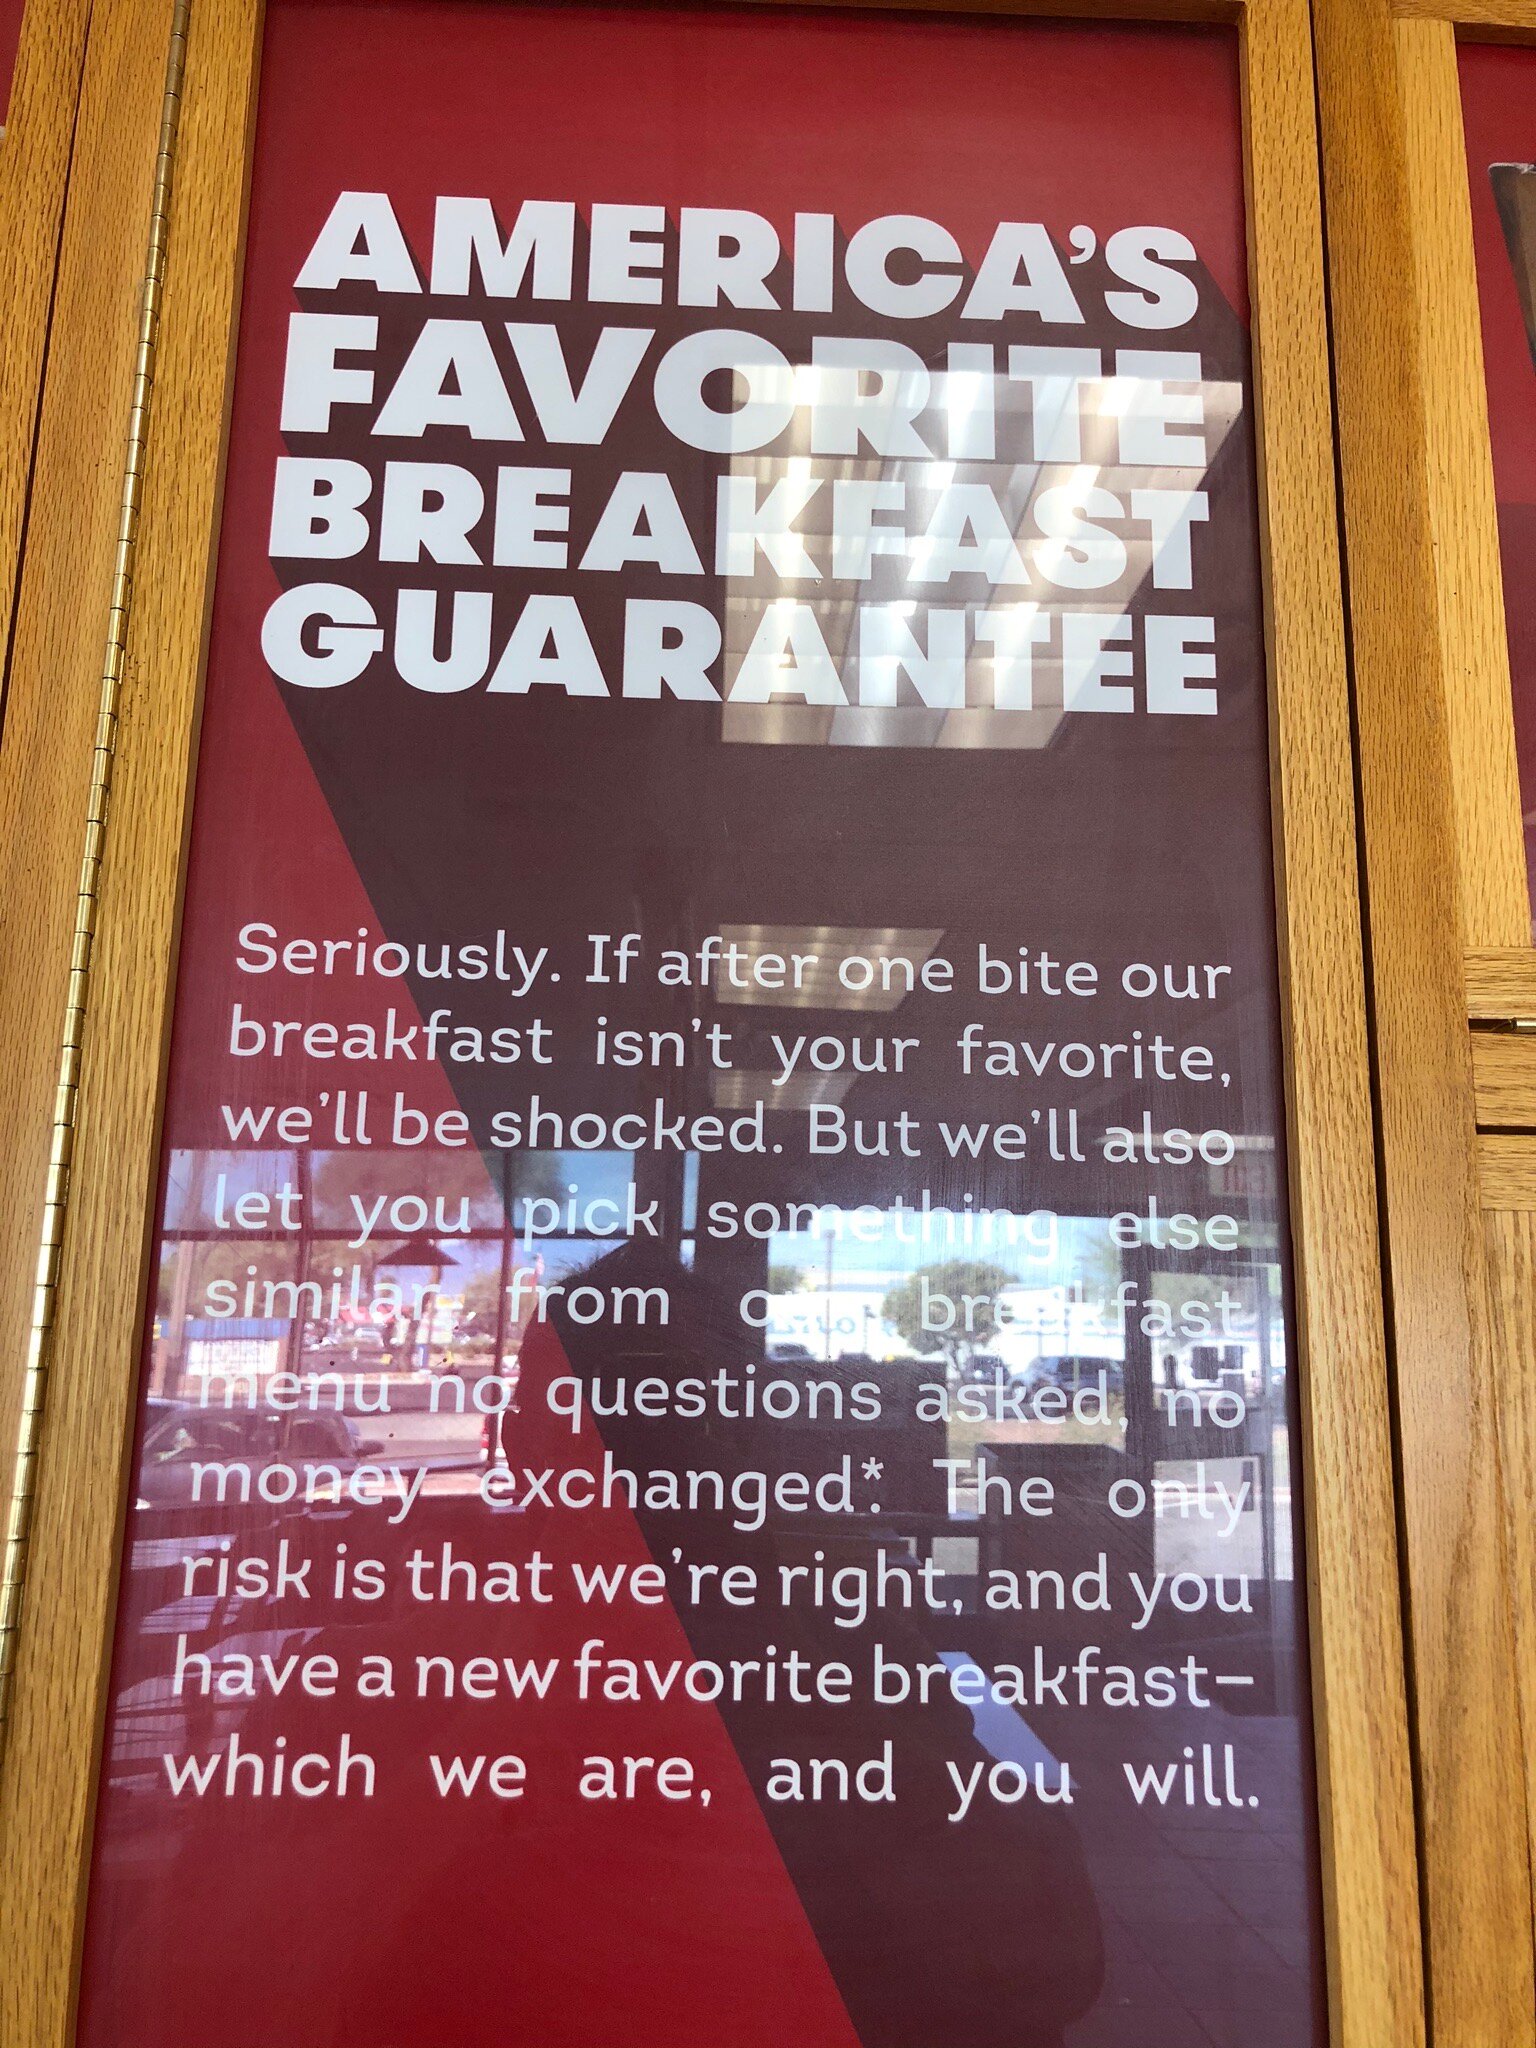 AMERICA'S
FAVORITE
BREAKFAST
GUARANTEE
Seriously. If after one bite our
breakfast isn't your favorite,
we'll be shocked. But we'll also
let you pick something else
similar from our breakfast
menu no questions asked, no
money exchanged*. The only
risk is that we're right, and you
have a new favorite breakfast—
which we are, and you will.